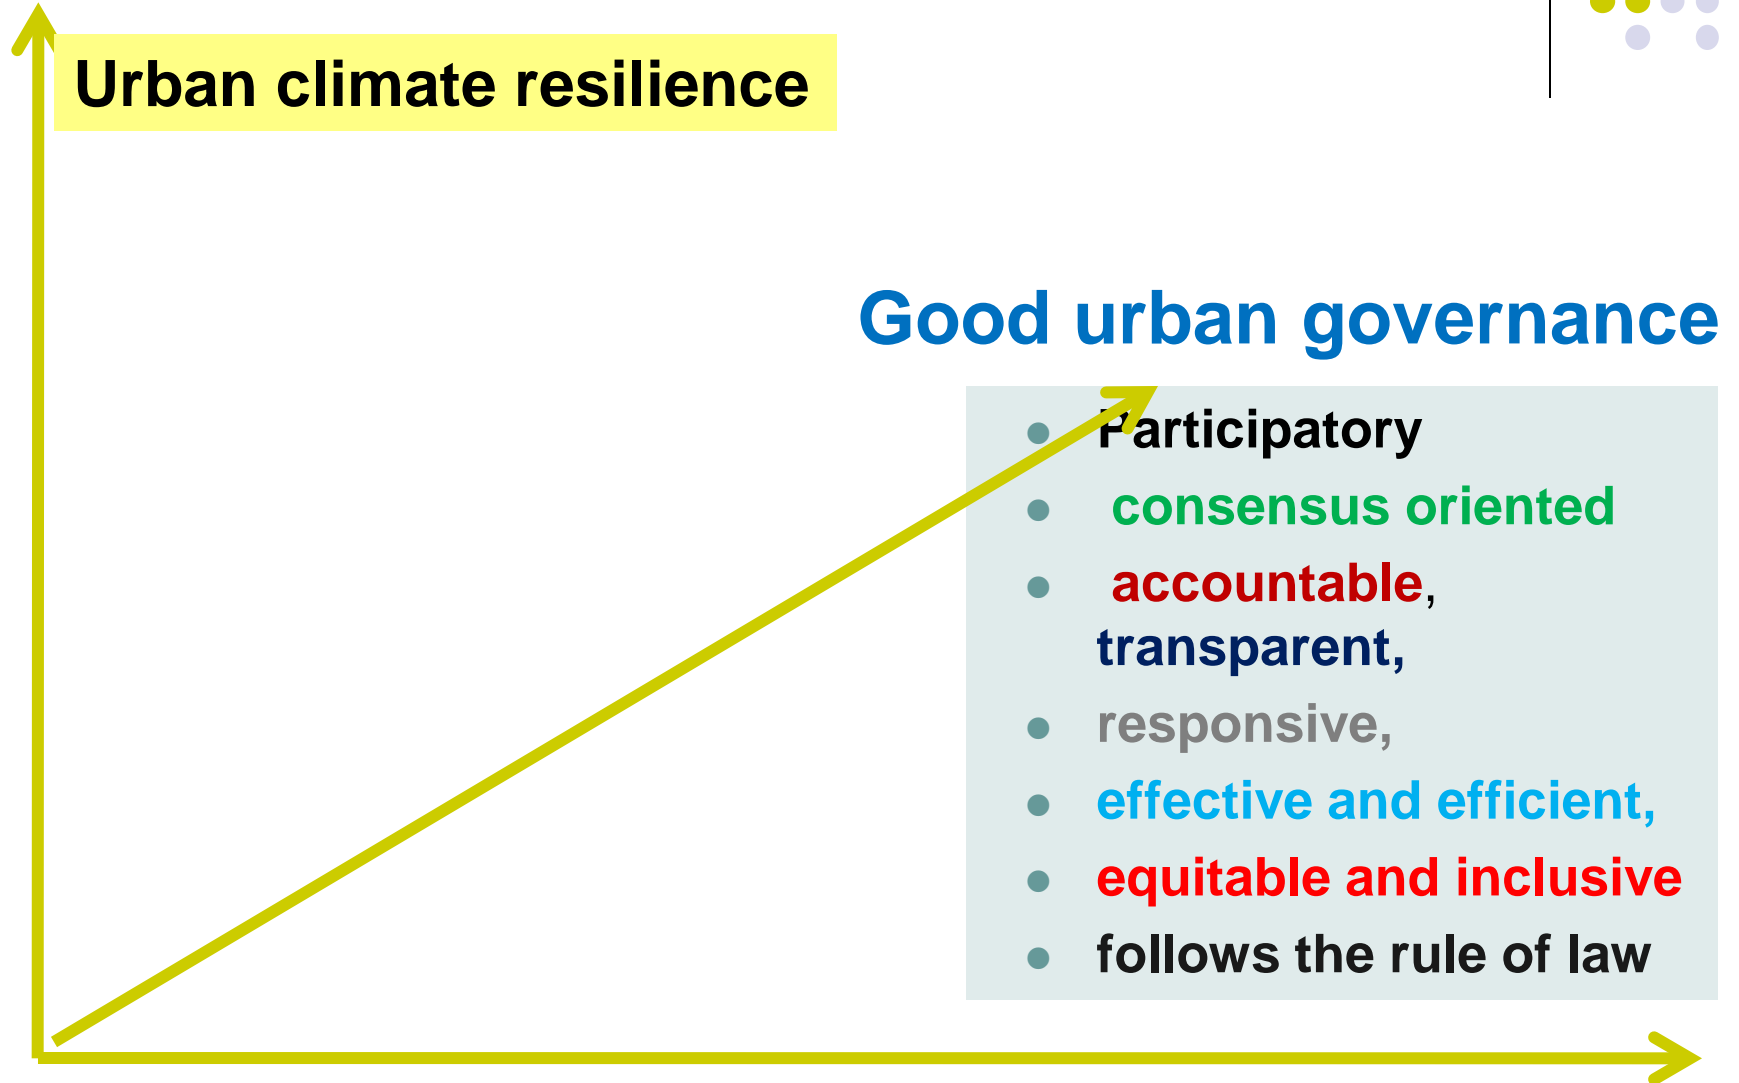 Urban climate resilience
Good urban governance
● Participatory
● consensus oriented
● accountable,
transparent,
● responsive,
● effective and efficient,
● equitable and inclusive
● follows the rule of law